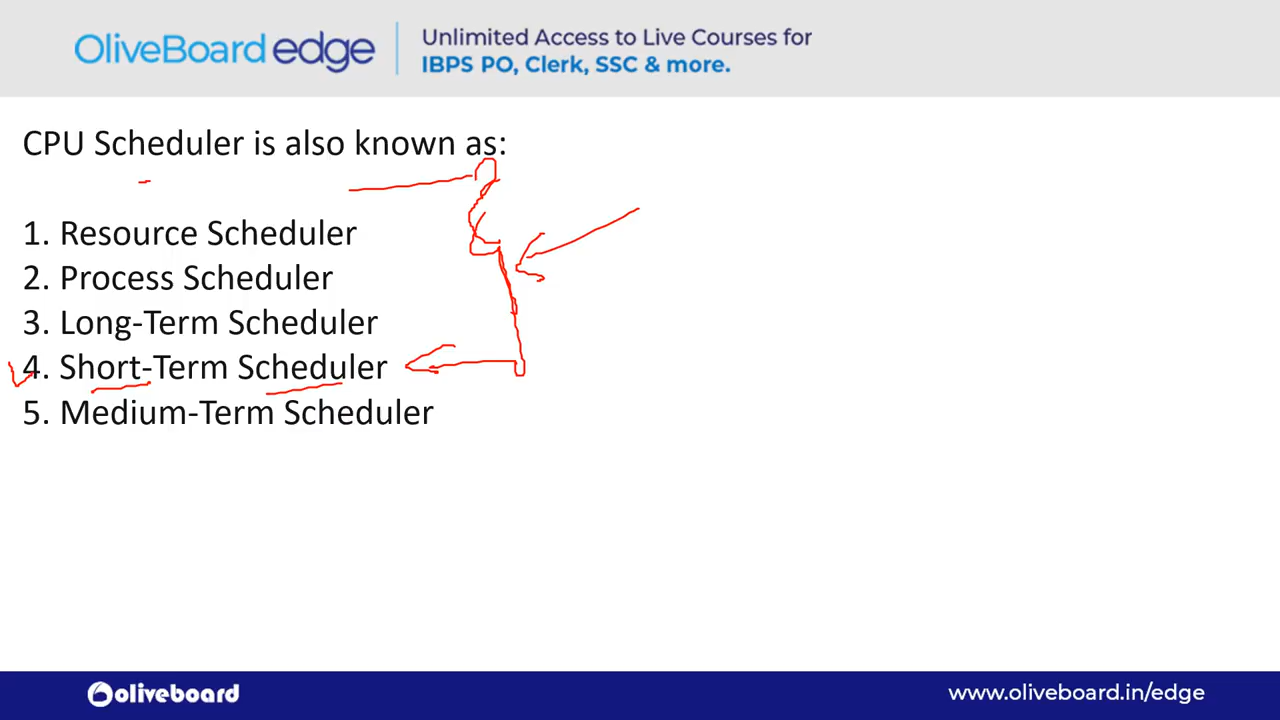 OliveBoard edge
Unlimited Access to Live Courses for
IBPS PO, Clerk, SSC & more.
CPU Scheduler is also known as:
1. Resource Scheduler
2. Process Scheduler
3. Long-Term Scheduler
4. Short-Term Scheduler
5. Medium-Term Scheduler
oliveboard
www.oliveboard.in/edge